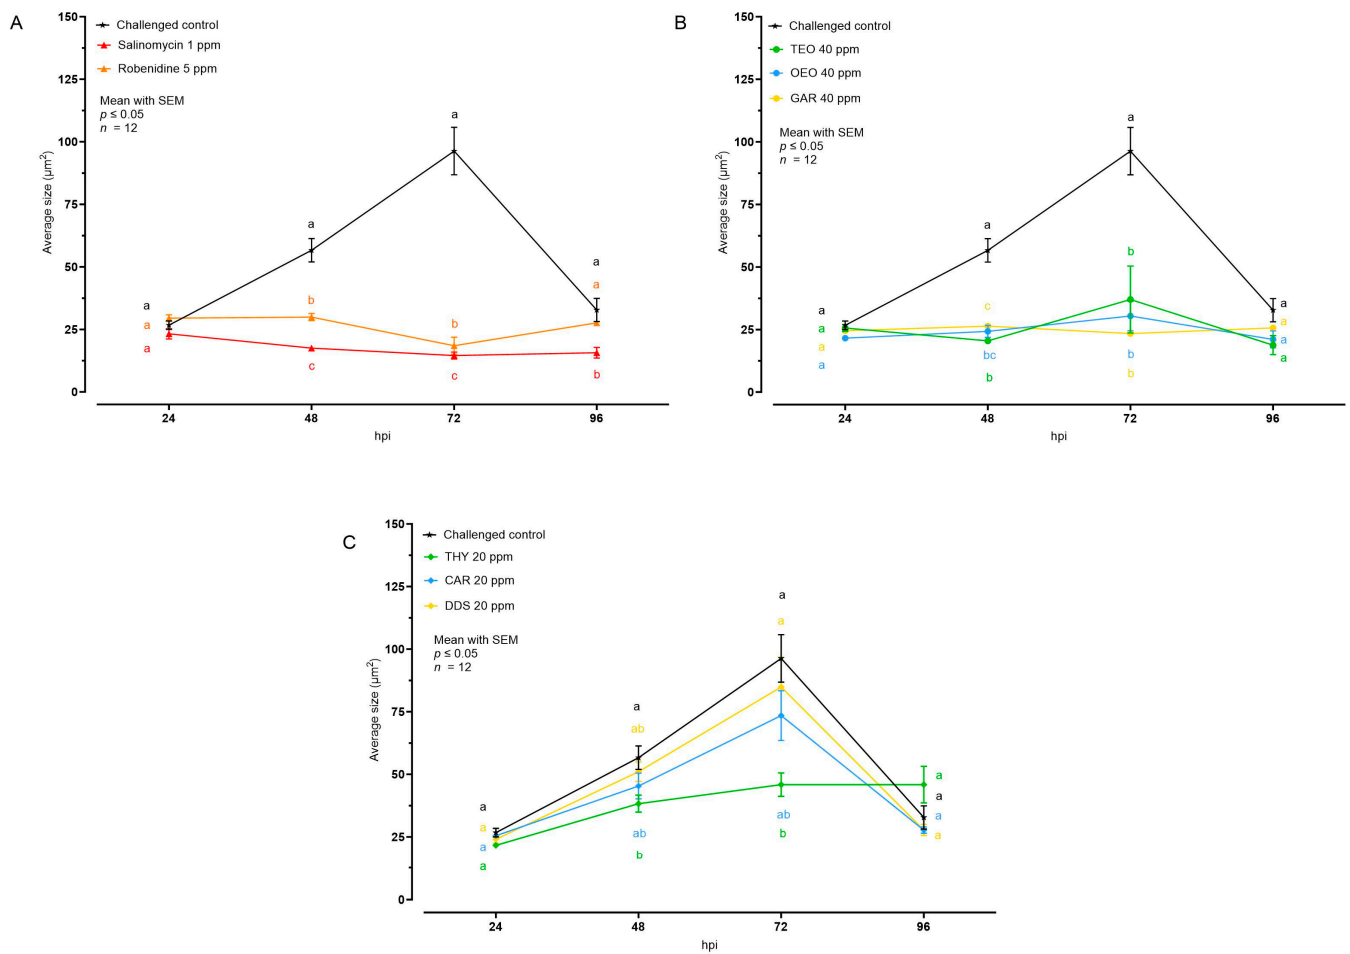 A
Challenged control
Salinomycin 1 ppm
Robenidine 5 ppm
Mean with SEM
p ≤ 0.05
n = 12
Average size (µm²)
150
125
100
75
50
25
0
a
a
a
a
b
c
a
b
c
a
a
b
24
48
72
96
hpi
B
Challenged control
TEO 40 ppm
OEO 40 ppm
GAR 40 ppm
Mean with SEM
p ≤ 0.05
n = 12
Average size (µm²)
150
125
100
75
50
25
0
a
a
a
a
a
c
bc
b
a
b
b
b
a
a
a
a
24
48
72
96
hpi
C
Challenged control
THY 20 ppm
CAR 20 ppm
DDS 20 ppm
Mean with SEM
p ≤ 0.05
n = 12
Average size (µm²)
150
125
100
75
50
25
0
a
a
a
a
a
ab
ab
b
a
a
ab
b
a
a
a
a
24
48
72
96
hpi